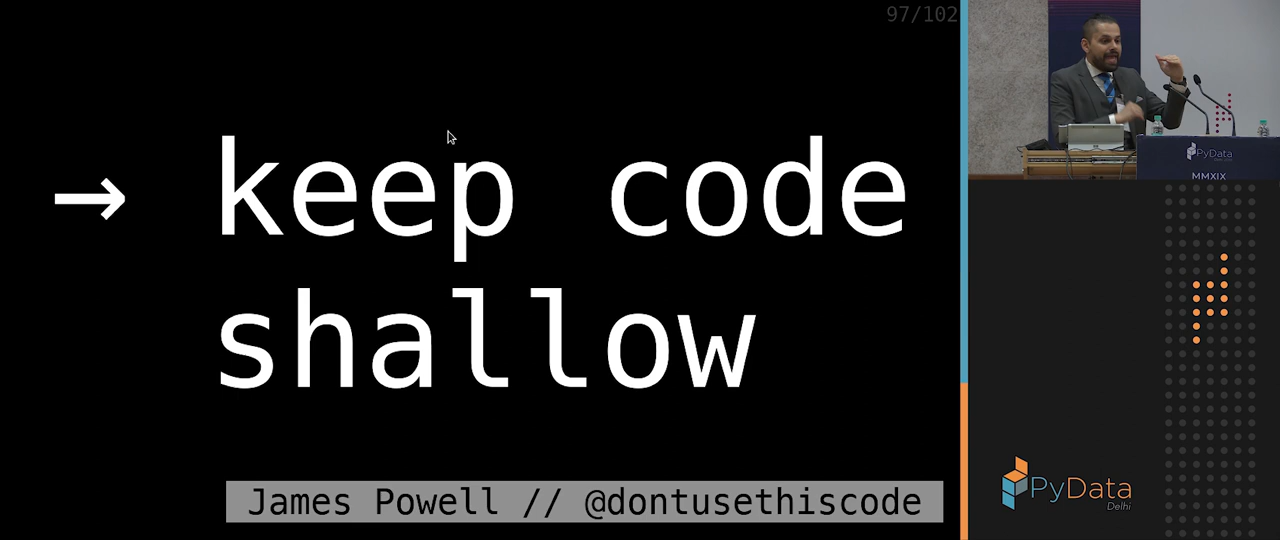 97/102
→ keep code
shallow
James Powell // @dontusethiscode
PyData
MMXIX
PyData
Delhi